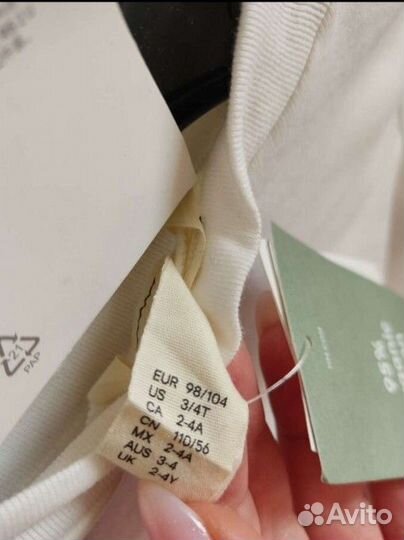 21
PAP
EUR 98/104
US 3/4T
CA 2-4A
CN 110/56
MX 2-4A
AUS 3-4
UK 2-4Y
95%
Avito